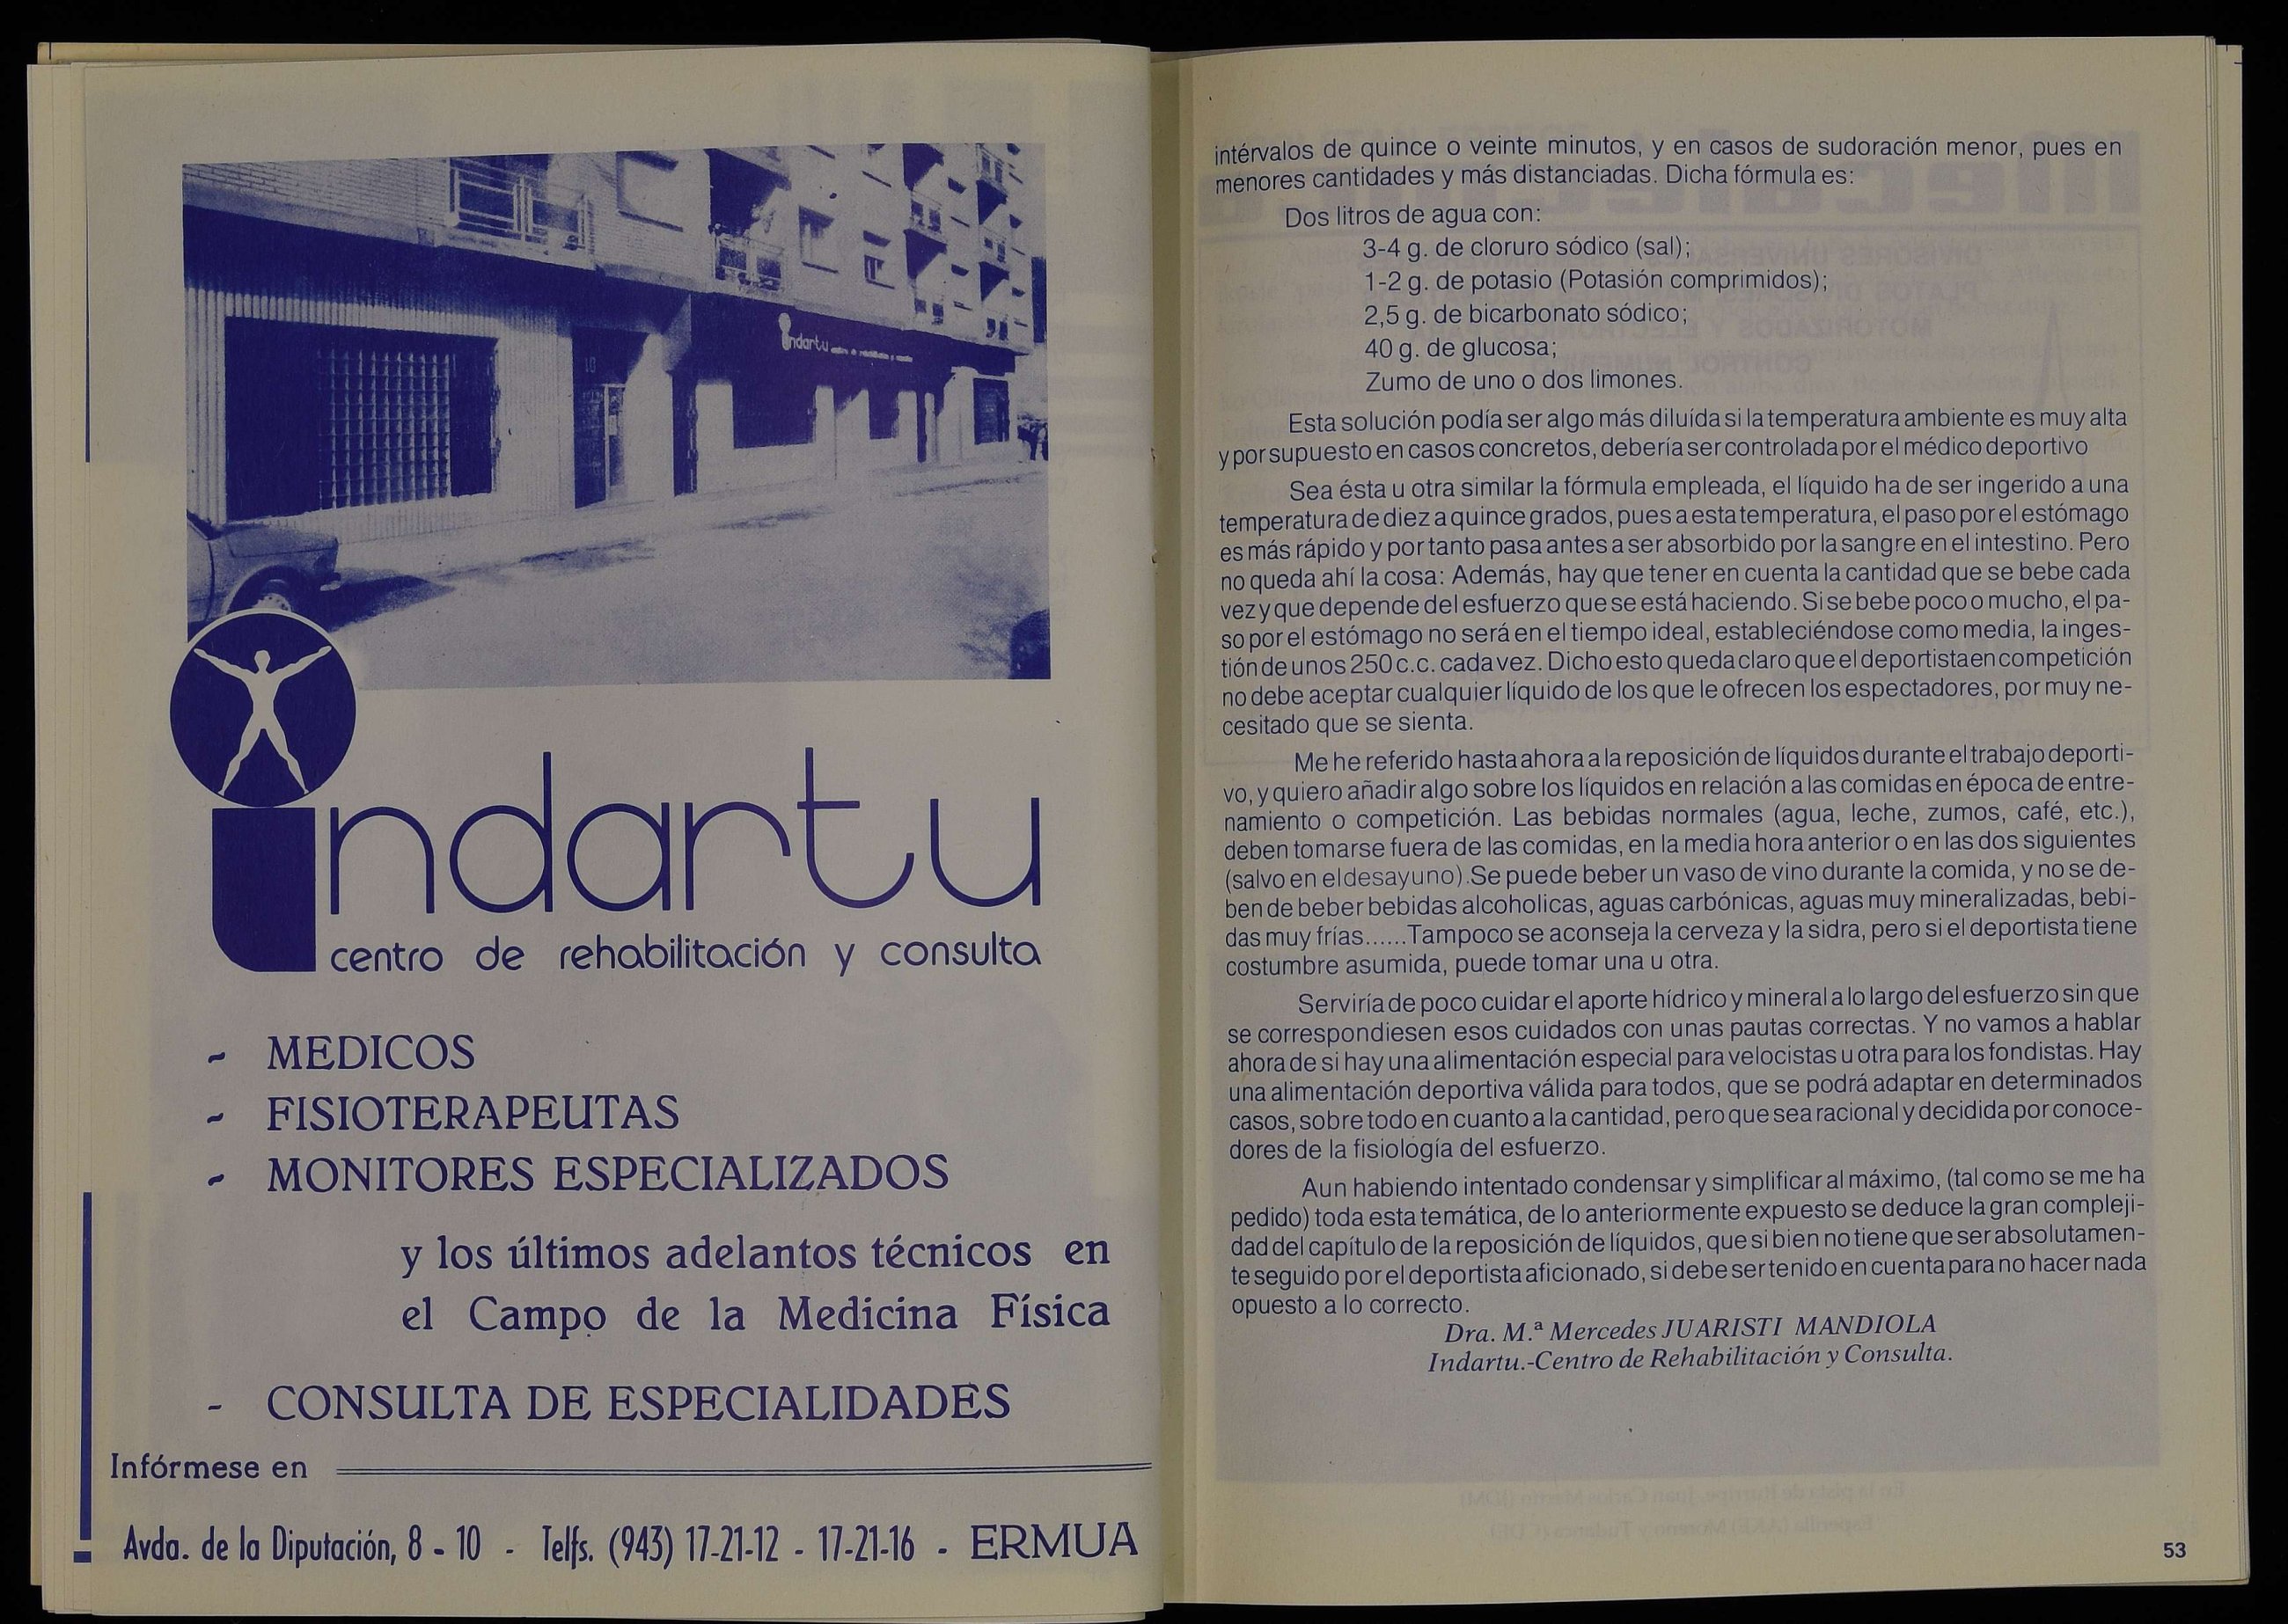 indartu
10
indartu
centro de rehabilitación y consulta
- MEDICOS
- FISIOTERAPEUTAS
- MONITORES ESPECIALIZADOS
y los últimos adelantos técnicos en
el Campo de la Medicina Física
- CONSULTA DE ESPECIALIDADES
Infórmese en
Avda. de la Diputación, 8 - 10 - Telfs. (943) 17-21-12 - 17-21-16 - ERMUA
intérvalos de quince o veinte minutos, y en casos de sudoración menor, pues en
menores cantidades y más distanciadas. Dicha fórmula es:
Dos litros de agua con:
3-4 g. de cloruro sódico (sal);
1-2 g. de potasio (Potasión comprimidos);
2,5 g. de bicarbonato sódico;
40 g. de glucosa;
Zumo de uno o dos limones.
Esta solución podía ser algo más diluída si la temperatura ambiente es muy alta
y por supuesto en casos concretos, debería ser controlada por el médico deportivo
Sea ésta u otra similar la fórmula empleada, el líquido ha de ser ingerido a una
temperatura de diez a quince grados, pues a esta temperatura, el paso por el estómago
es más rápido y por tanto pasa antes a ser absorbido por la sangre en el intestino. Pero
no queda ahí la cosa: Además, hay que tener en cuenta la cantidad que se bebe cada
vez y que depende del esfuerzo que se está haciendo. Si se bebe poco o mucho, el pa-
so por el estómago no será en el tiempo ideal, estableciéndose como media, la inges-
tión de unos 250 c.c. cada vez. Dicho esto queda claro que el deportista en competición
no debe aceptar cualquier líquido de los que le ofrecen los espectadores, por muy ne-
cesitado que se sienta.
Me he referido hasta ahora a la reposición de líquidos durante el trabajo deporti-
vo, y quiero añadir algo sobre los líquidos en relación a las comidas en época de entre-
namiento o competición. Las bebidas normales (agua, leche, zumos, café, etc.),
deben tomarse fuera de las comidas, en la media hora anterior o en las dos siguientes
(salvo en el desayuno).Se puede beber un vaso de vino durante la comida, y no se de-
ben de beber bebidas alcoholicas, aguas carbónicas, aguas muy mineralizadas, bebi-
das muy frías......Tampoco se aconseja la cerveza y la sidra, pero si el deportista tiene
costumbre asumida, puede tomar una u otra.
Serviría de poco cuidar el aporte hídrico y mineral a lo largo del esfuerzo sin que
se correspondiesen esos cuidados con unas pautas correctas. Y no vamos a hablar
ahora de si hay una alimentación especial para velocistas u otra para los fondistas. Hay
una alimentación deportiva válida para todos, que se podrá adaptar en determinados
casos, sobre todo en cuanto a la cantidad, pero que sea racional y decidida por conoce-
dores de la fisiología del esfuerzo.
Aun habiendo intentado condensar y simplificar al máximo, (tal como se me ha
pedido) toda esta temática, de lo anteriormente expuesto se deduce la gran compleji-
dad del capítulo de la reposición de líquidos, que si bien no tiene que ser absolutamen-
te seguido por el deportista aficionado, si debe ser tenido en cuenta para no hacer nada
opuesto a lo correcto.
Dra. M.ª Mercedes JUARISTI MANDIOLA
Indartu.-Centro de Rehabilitación y Consulta.
53